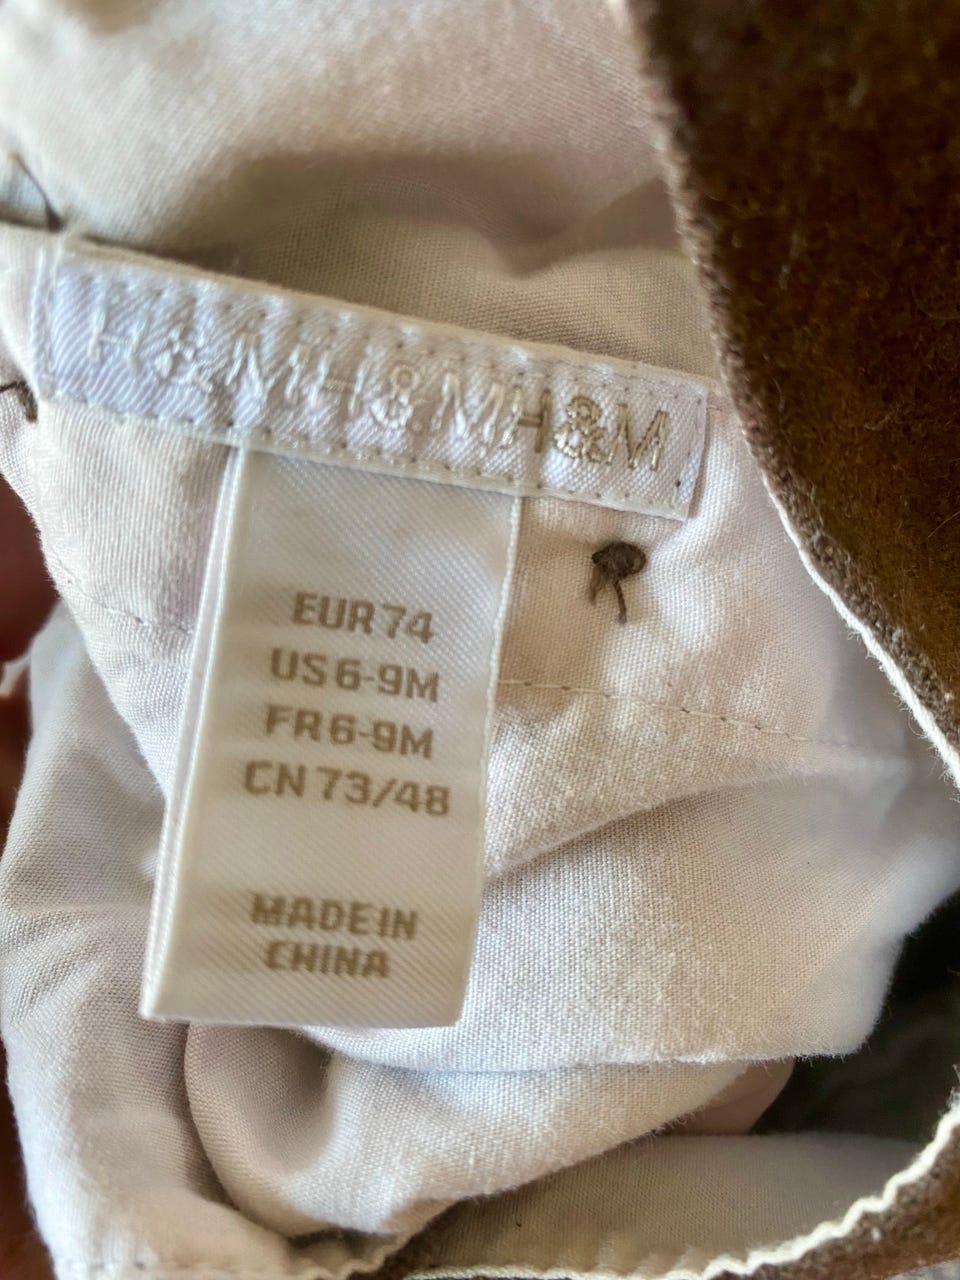 H&MH&MH&M
EUR 74
US 6-9M
FR 6-9M
CN 73/48
MADE IN
CHINA